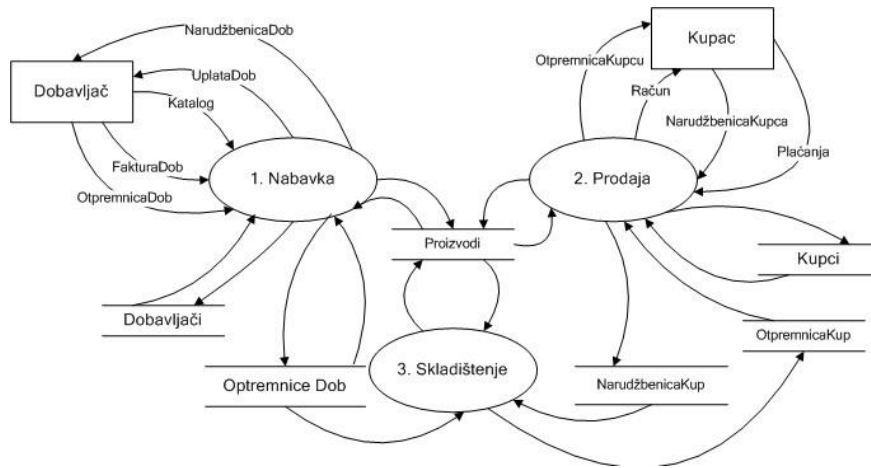 NarudžbenicaDob
Kupac
OtpremnicaKupcu
UplataDob
Dobavljač
Račun
Katalog
NarudžbenicaKupca
Plaćanja
FakturaDob
1. Nabavka
2. Prodaja
OtpremnicaDob
Proizvodi
Kupci
Dobavljači
OtpremnicaKup
3. Skladištenje
Optremnice Dob
NarudžbenicaKup